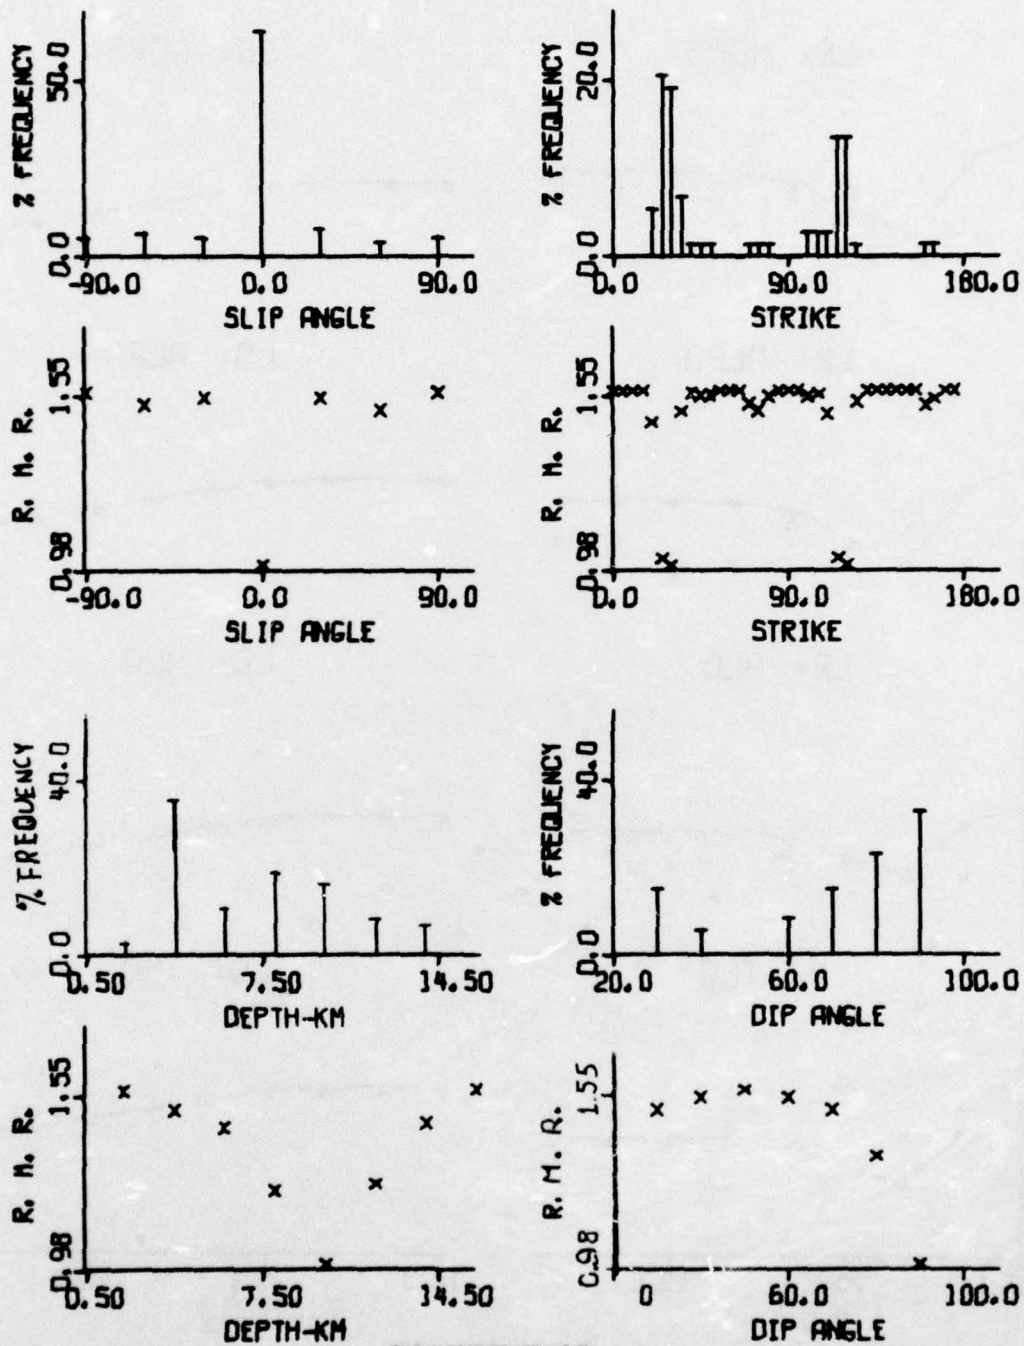 % FREQUENCY
50.0
0.0
-90.0 0.0 90.0
SLIP ANGLE
% FREQUENCY
20.0
0.0
0.0 90.0 180.0
STRIKE
R. M. R.
1.55
0.98
-90.0 0.0 90.0
SLIP ANGLE
R. M. R.
1.55
0.98
0.0 90.0 180.0
STRIKE
% FREQUENCY
40.0
0.0
0.50 7.50 14.50
DEPTH-KM
% FREQUENCY
40.0
0.0
20.0 60.0 100.0
DIP ANGLE
R. M. R.
1.55
0.98
0.50 7.50 14.50
DEPTH-KM
R. M. R.
1.55
0.98
0 60.0 100.0
DIP ANGLE